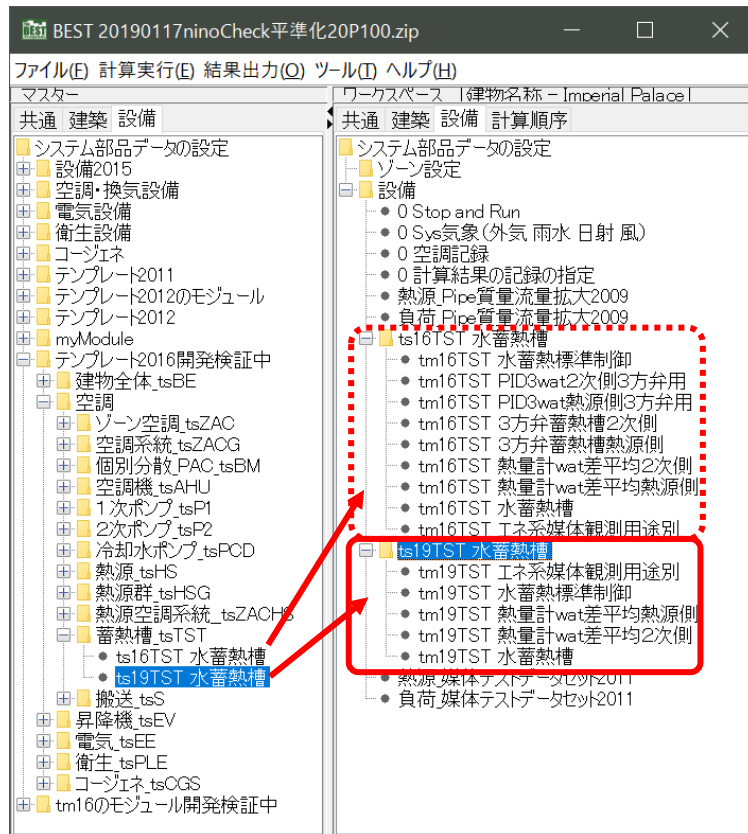 BEST 20190117ninoCheck平準化20P100.zip
ファイル(F) 計算実行(E) 結果出力(O) ツール(T) ヘルプ(H)
マスター
共通 建築 設備
システム部品データの設定
設備2015
空調・換気設備
電気設備
衛生設備
コージェネ
テンプレート2011
テンプレート2012のモジュール
テンプレート2012
myModule
テンプレート2016開発検証中
建物全体_tsBE
空調
ゾーン空調_tsZAC
空調系統_tsZACG
個別分散_PAC_tsBM
空調機_tsAHU
1次ポンプ_tsP1
2次ポンプ_tsP2
冷却水ポンプ_tsPCD
熱源_tsHS
熱源群_tsHSG
熱源空調系統_tsZACHS
蓄熱槽_tsTST
ts16TST 水蓄熱槽
ts19TST 水蓄熱槽
搬送_tsS
昇降機_tsEV
電気_tsEE
衛生_tsPLE
コージェネ_tsCGS
tm16のモジュール開発検証中
ワークスペース [建物名称 - Imperial Palace]
共通 建築 設備 計算順序
システム部品データの設定
ゾーン設定
設備
0 Stop and Run
0 Sys気象(外気 雨水 日射 風)
0 空調記録
0 計算結果の記録の指定
熱源_Pipe質量流量拡大2009
負荷_Pipe質量流量拡大2009
ts16TST 水蓄熱槽
tm16TST 水蓄熱標準制御
tm16TST PID3wat2次側3方弁用
tm16TST PID3wat熱源側3方弁用
tm16TST 3方弁蓄熱槽2次側
tm16TST 3方弁蓄熱槽熱源側
tm16TST 熱量計wat差平均2次側
tm16TST 熱量計wat差平均熱源側
tm16TST 水蓄熱槽
tm16TST エネ系媒体観測用途別
ts19TST 水蓄熱槽
tm19TST エネ系媒体観測用途別
tm19TST 水蓄熱標準制御
tm19TST 熱量計wat差平均熱源側
tm19TST 熱量計wat差平均2次側
tm19TST 水蓄熱槽
熱源_媒体テストデータセット2011
負荷_媒体テストデータセット2011